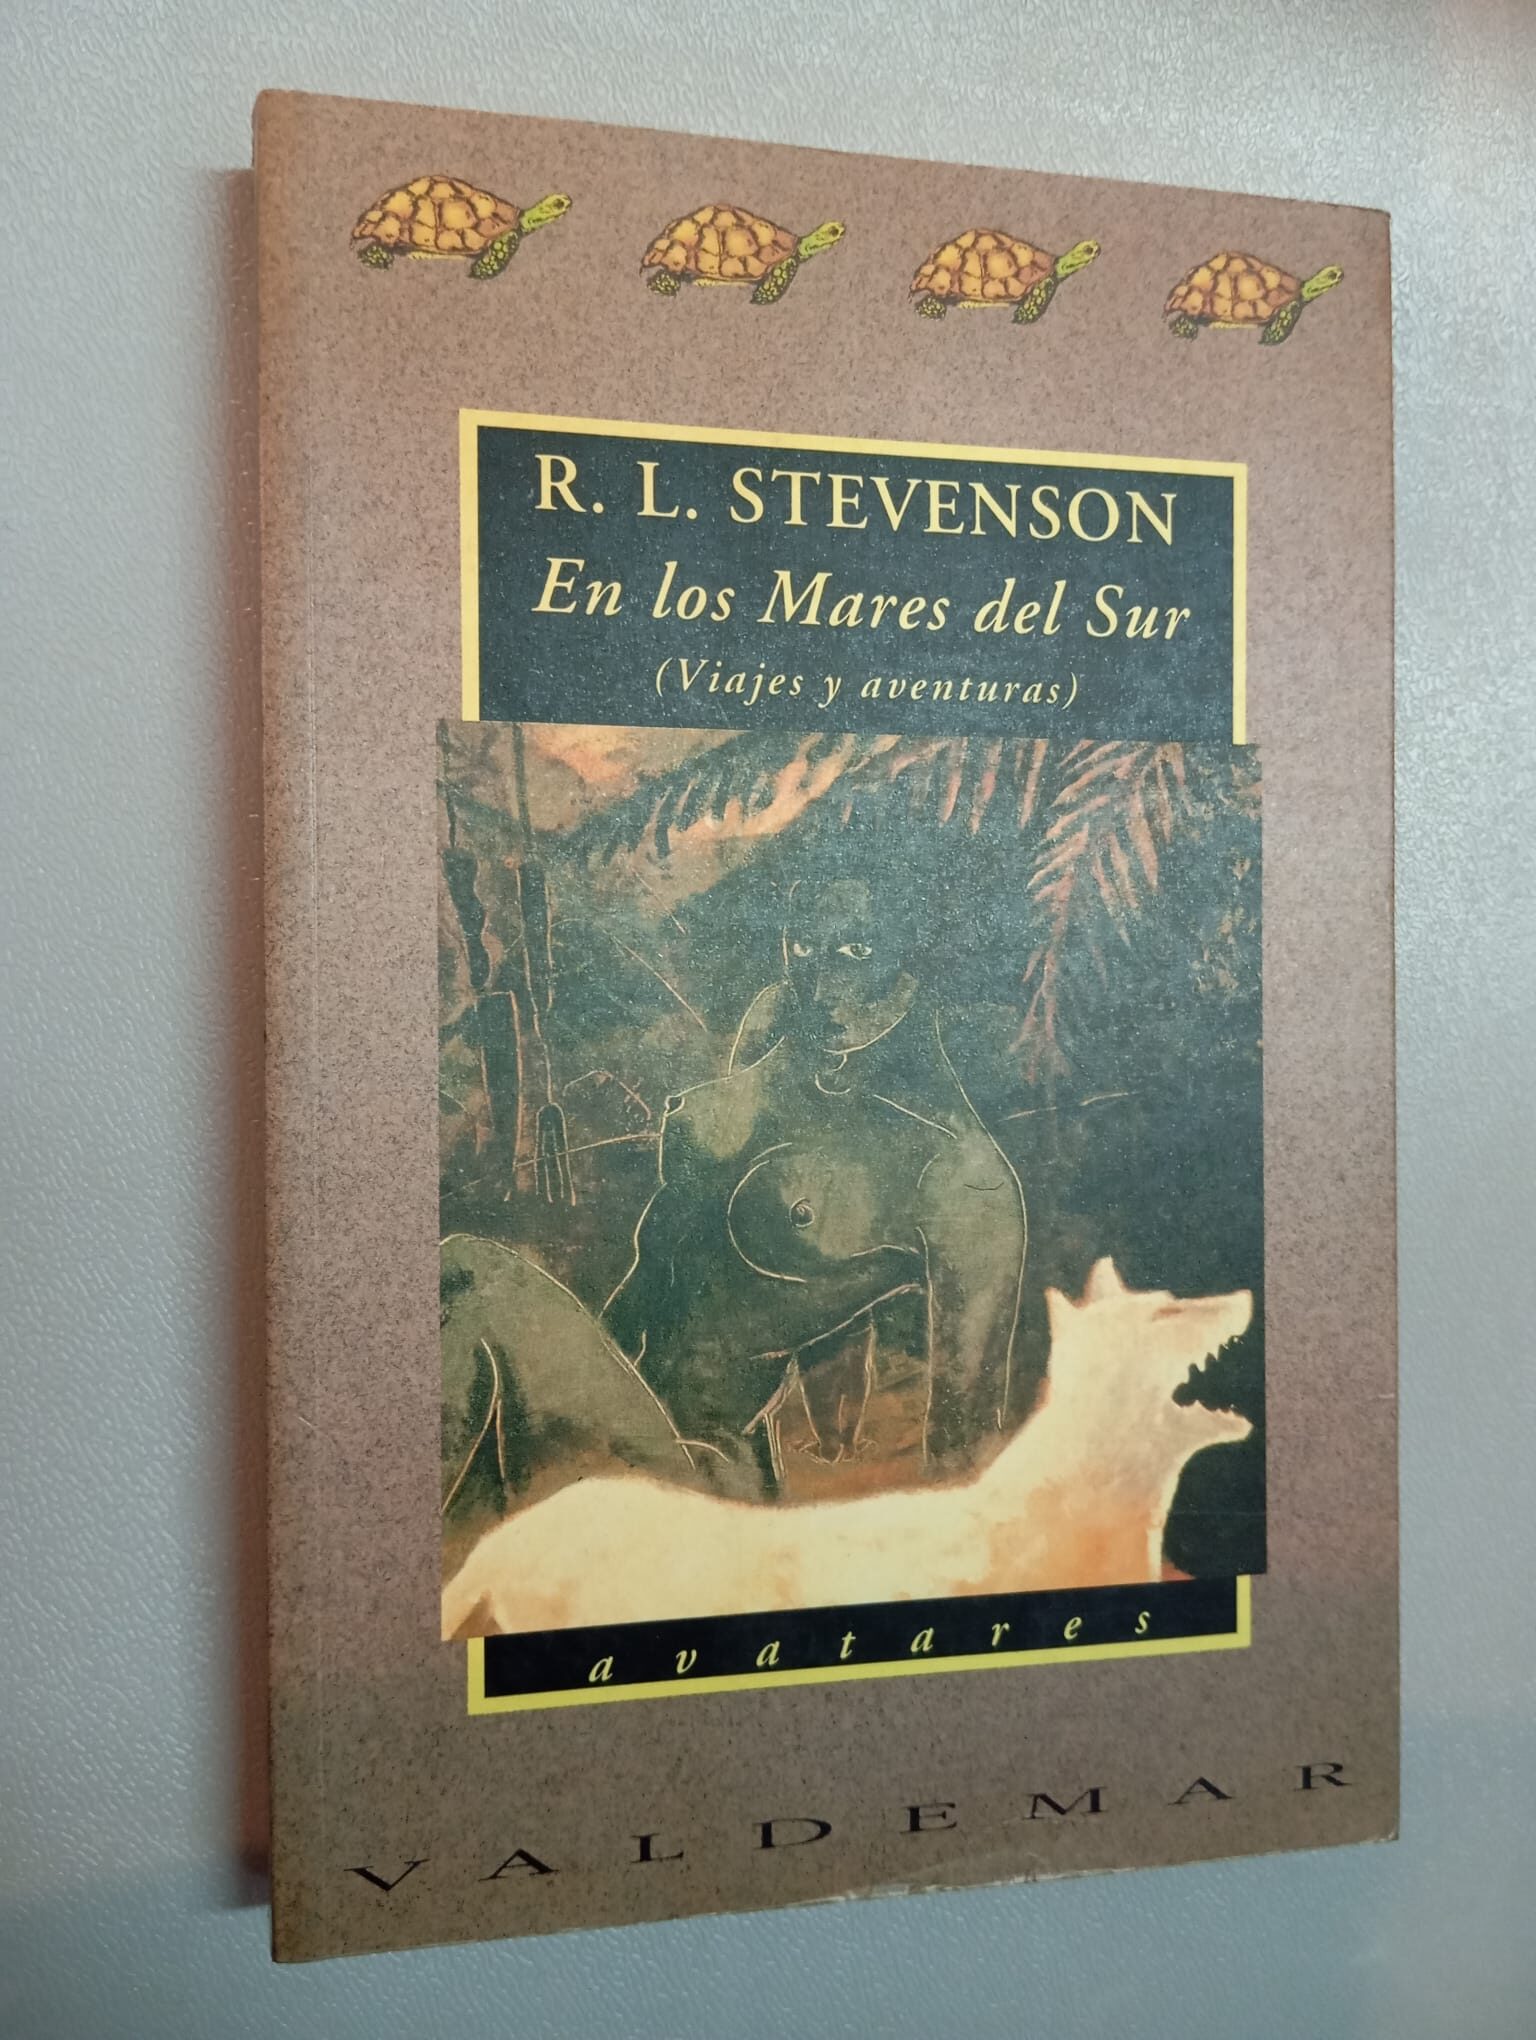 R. L. STEVENSON
En los Mares del Sur
(Viajes y aventuras)
avatares
VALDEMAR